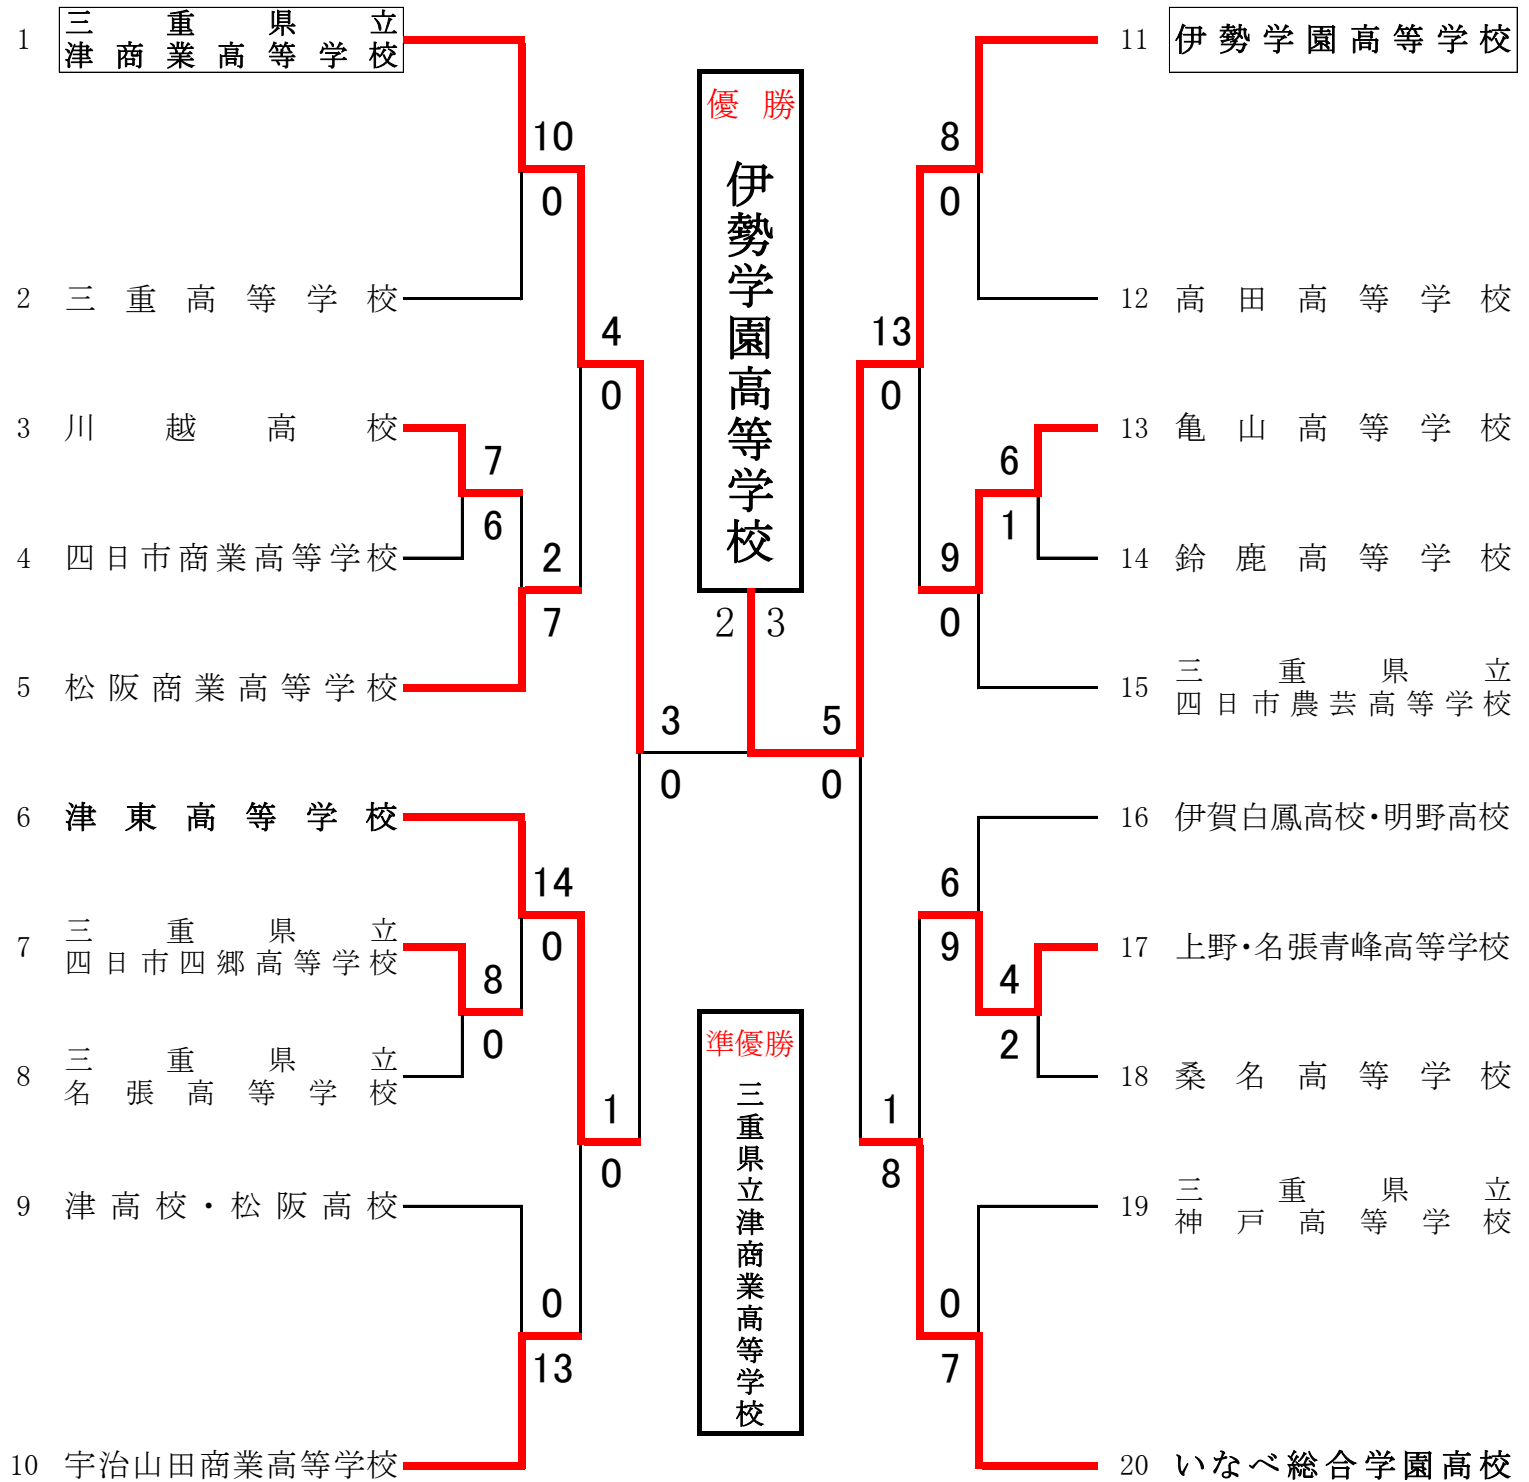 1 三重県立
津商業高等学校
10
0
2 三重高等学校
4
0
3 川越高校
7
6
4 四日市商業高等学校
2
7
5 松阪商業高等学校
3
0
6 津東高等学校
14
0
7 三重県立
四日市四郷高等学校
8
0
8 三重県立
名張高等学校
1
0
9 津高校・松阪高校
0
13
10 宇治山田商業高等学校
優勝
伊勢学園高等学校
2 3
準優勝
三重県立津商業高等学校
11 伊勢学園高等学校
8
0
12 高田高等学校
13
0
13 亀山高等学校
6
1
14 鈴鹿高等学校
9
0
15 三重県立
四日市農芸高等学校
5
0
16 伊賀白鳳高校・明野高校
6
9
17 上野・名張青峰高等学校
4
2
18 桑名高等学校
1
8
19 三重県立
神戸高等学校
0
7
20 いなべ総合学園高校